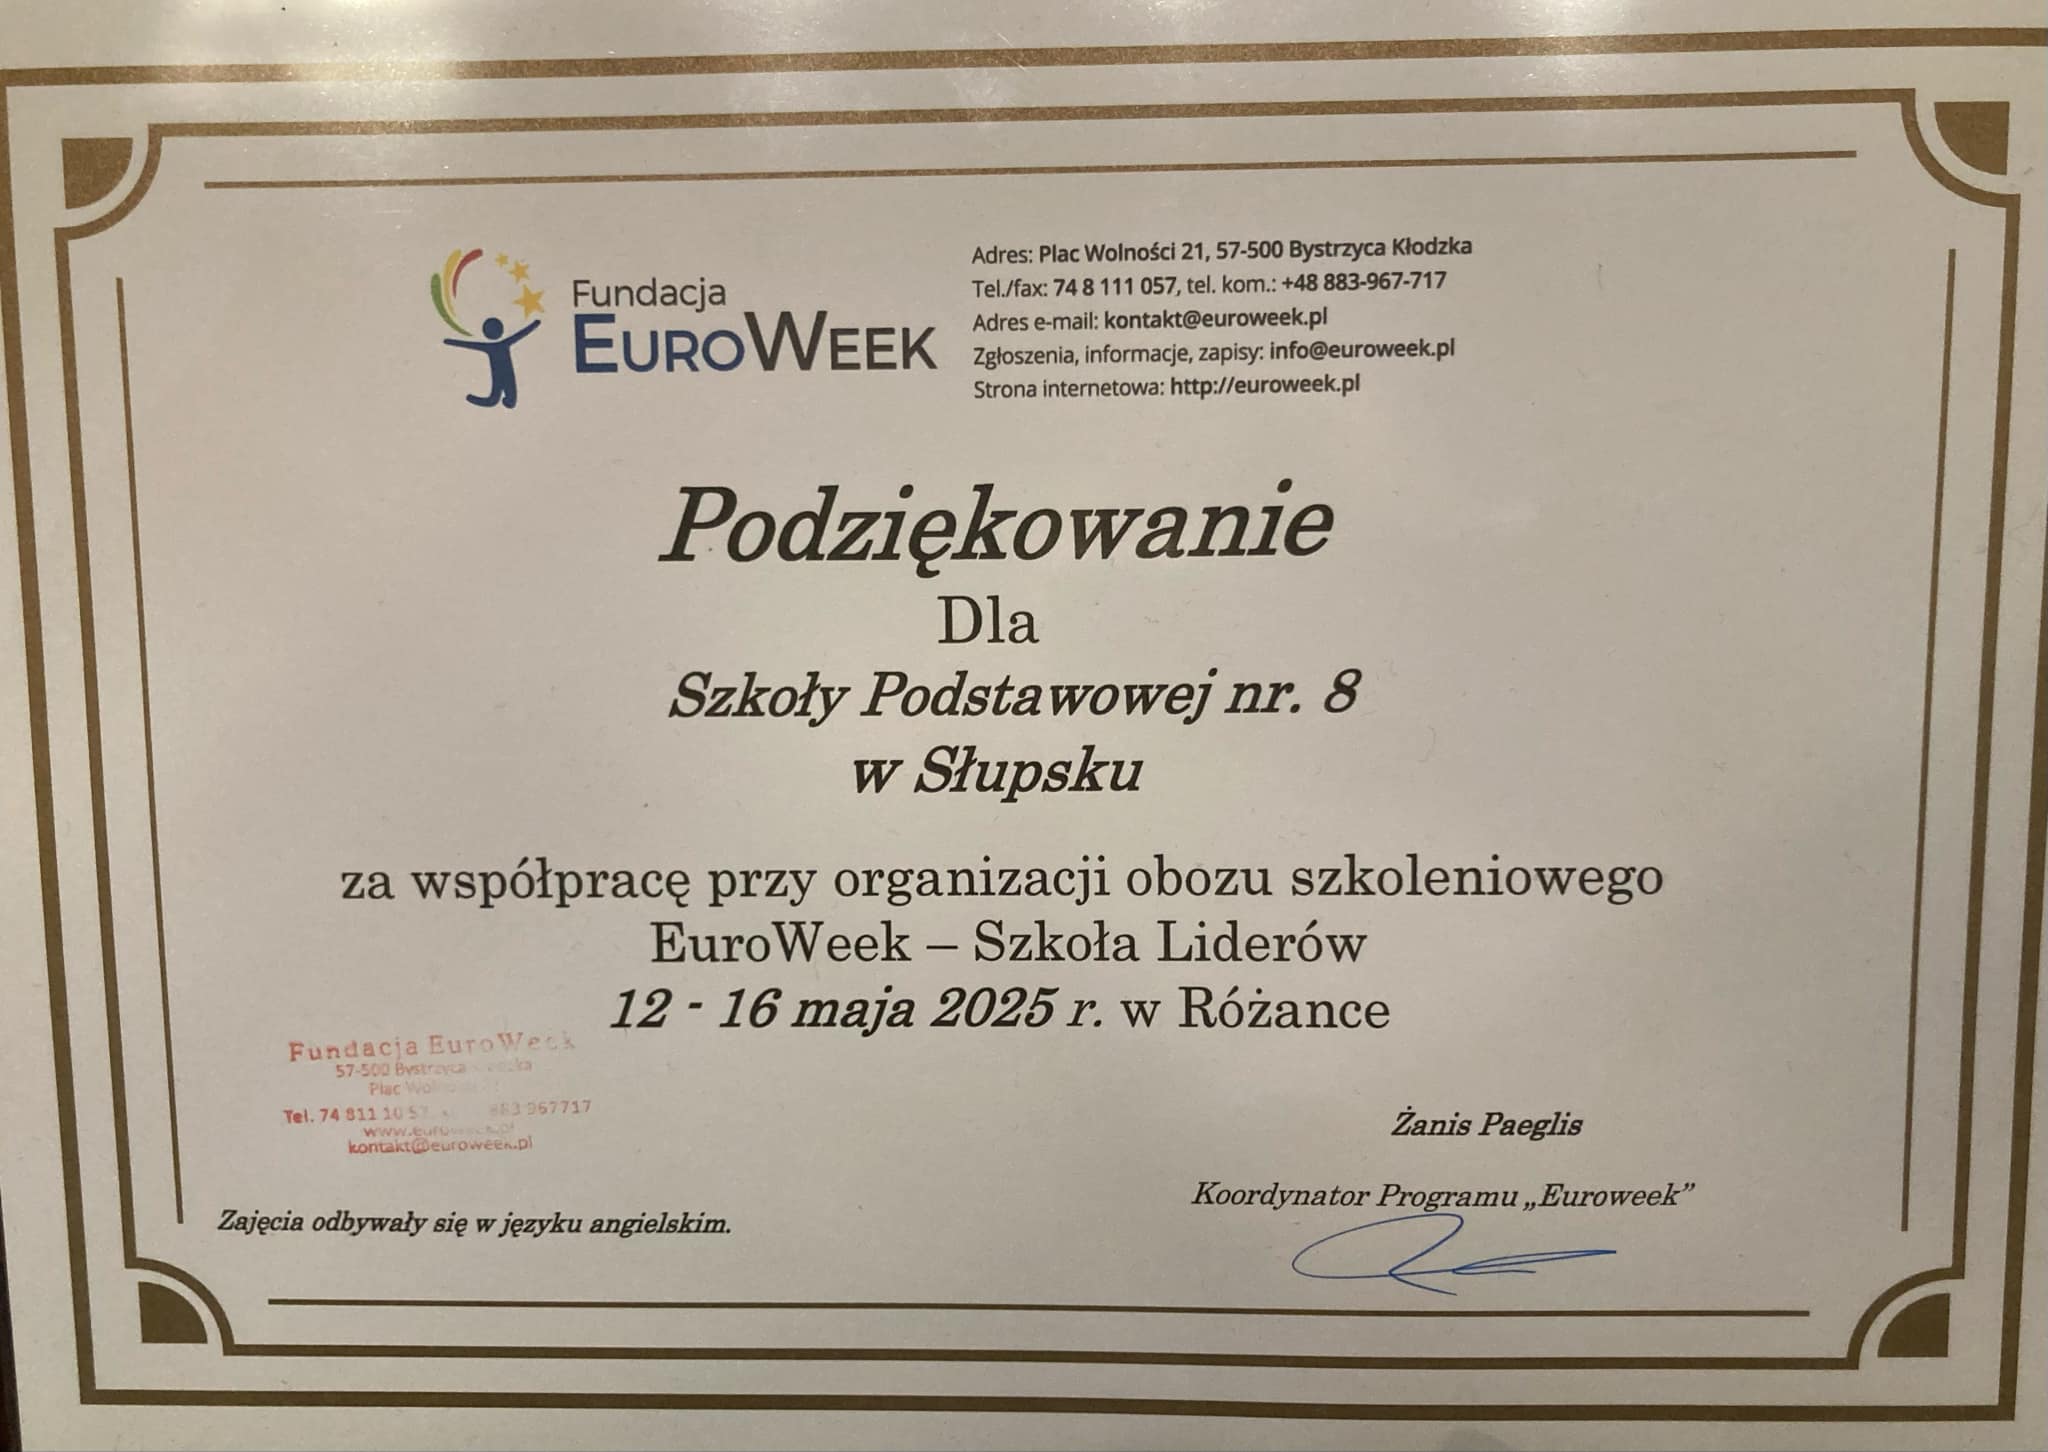 Fundacja
EUROWEEK
Adres: Plac Wolności 21, 57-500 Bystrzyca Kłodzka
Tel./fax: 74 8 111 057, tel. kom.: +48 883-967-717
Adres e-mail: kontakt@euroweek.pl
Zgłoszenia, informacje, zapisy: info@euroweek.pl
Strona internetowa: http://euroweek.pl
Podziękowanie
Dla
Szkoły Podstawowej nr. 8
w Słupsku
za współpracę przy organizacji obozu szkoleniowego
EuroWeek – Szkoła Liderów
12 - 16 maja 2025 r. w Różance
Fundacja EuroWeek
57-500 Bystrzyca
Plac
Tel. 74 811 10 57 883 967717
kontakt@euroweek.pl
Żanis Paeglis
Koordynator Programu „Euroweek”
Zajęcia odbywały się w języku angielskim.